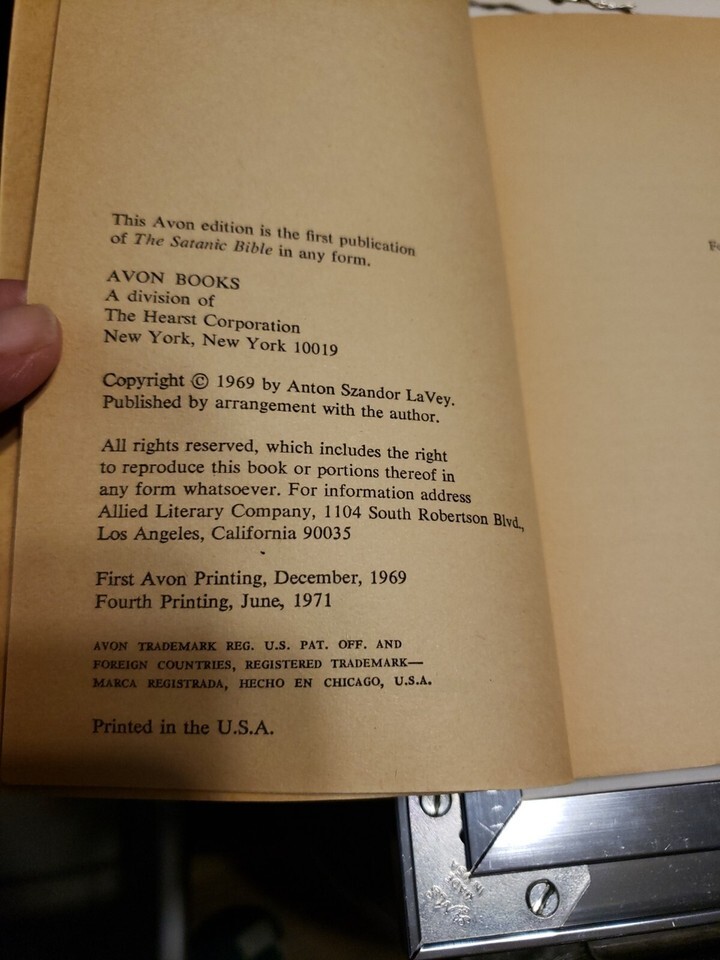 This Avon edition is the first publication
of The Satanic Bible in any form.
AVON BOOKS
A division of
The Hearst Corporation
New York, New York 10019
Copyright © 1969 by Anton Szandor LaVey.
Published by arrangement with the author.
All rights reserved, which includes the right
to reproduce this book or portions thereof in
any form whatsoever. For information address
Allied Literary Company, 1104 South Robertson Blvd.,
Los Angeles, California 90035
First Avon Printing, December, 1969
Fourth Printing, June, 1971
AVON TRADEMARK REG. U.S. PAT. OFF. AND
FOREIGN COUNTRIES, REGISTERED TRADEMARK—
MARCA REGISTRADA, HECHO EN CHICAGO, U.S.A.
Printed in the U.S.A.